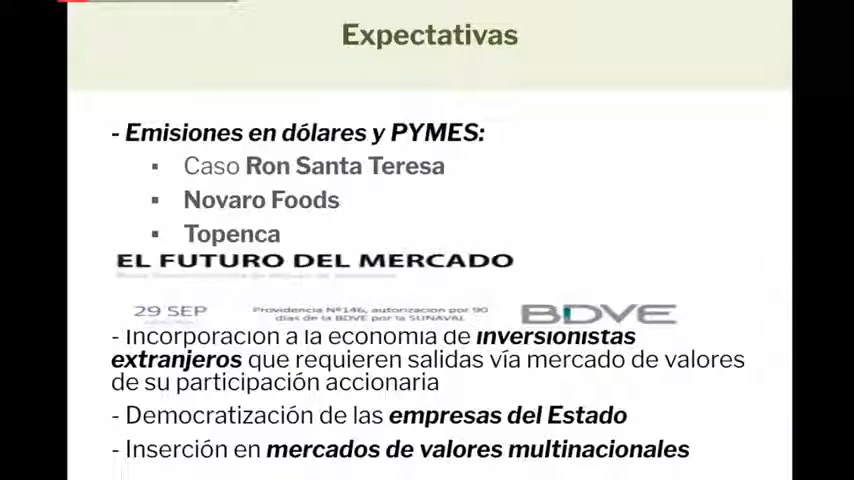 Expectativas
- Emisiones en dólares y PYMES:
▪ Caso Ron Santa Teresa
▪ Novaro Foods
▪ Topenca
EL FUTURO DEL MERCADO
29 SEP
Providencia Nº146, autorizacion por 90
días de la BDVE por la SUNAVAL
BDVE
- Incorporación a la economía de inversionistas
extranjeros que requieren salidas vía mercado de valores
de su participación accionaria
- Democratización de las empresas del Estado
- Inserción en mercados de valores multinacionales